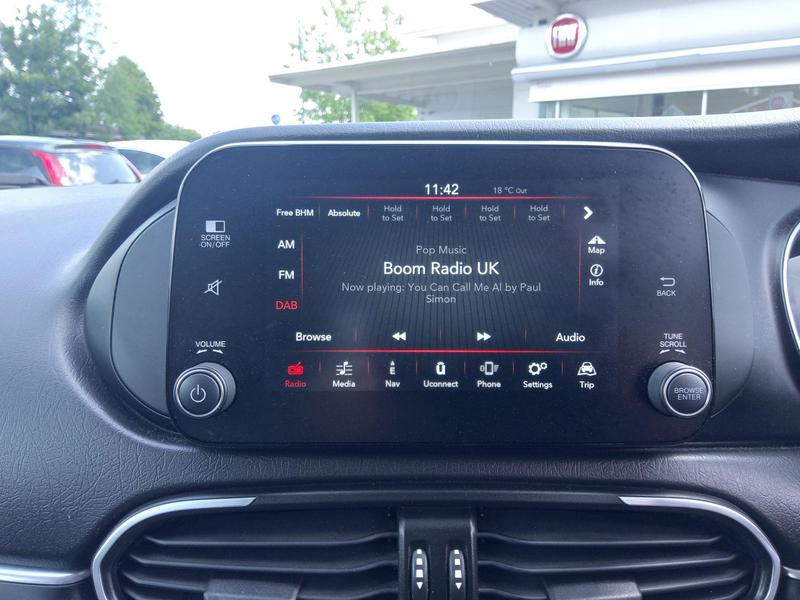 FIAT
11:42
18 °C Out
Free BHM
Absolute
Hold
to Set
Hold
to Set
Hold
to Set
Hold
to Set
SCREEN
ON/OFF
AM
FM
DAB
Pop Music
Boom Radio UK
Now playing: You Can Call Me Al by Paul
Simon
Map
Info
BACK
VOLUME
Browse
Audio
TUNE
SCROLL
E
Radio
Media
Nav
Uconnect
Phone
Settings
Trip
BROWSE
ENTER